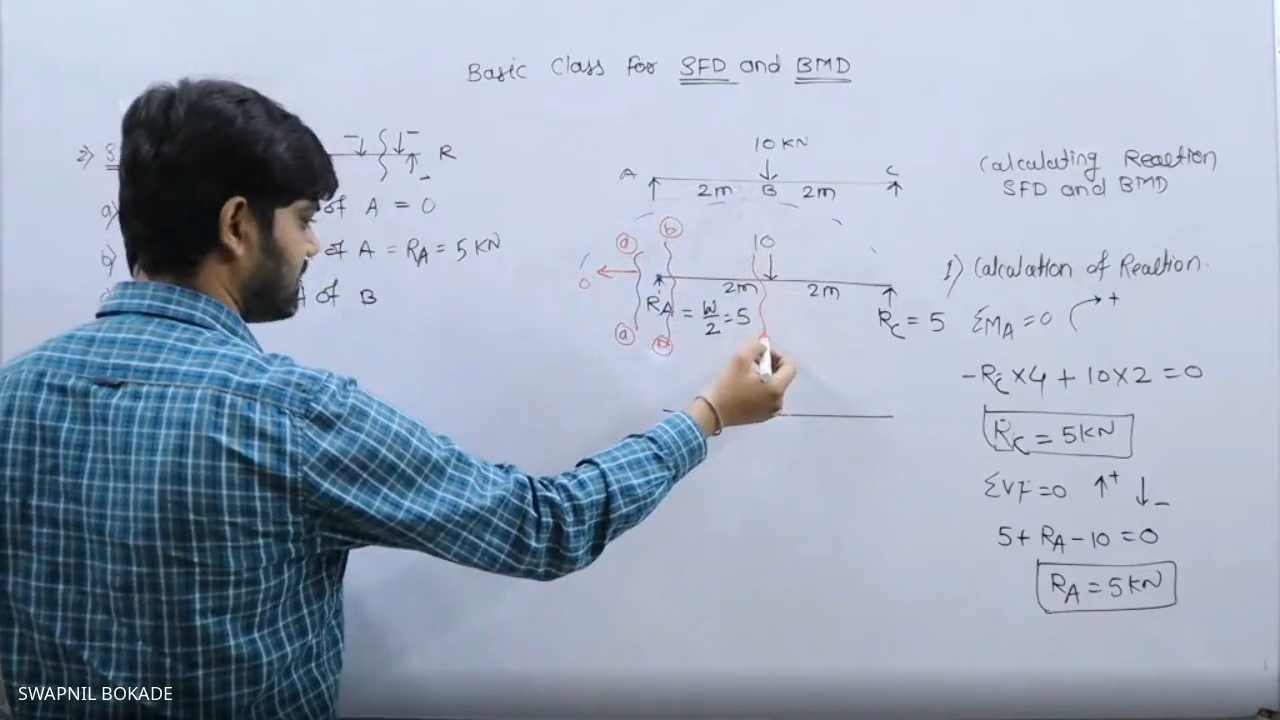 Basic Class for SFD and BMD
2) S
R
a) of A = 0
b) of A = RA = 5 KN
of B
10 KN
A C
2m B 2m
a b
10
0
2m 2m
RA = W/2 = 5
RC = 5
a b
Calculating Reaction
SFD and BMD
1) Calculation of Reaction.
ΣMA = 0 +
-RC × 4 + 10 × 2 = 0
RC = 5KN
ΣVF = 0 ↑+ ↓-
5 + RA - 10 = 0
RA = 5KN
SWAPNIL BOKADE